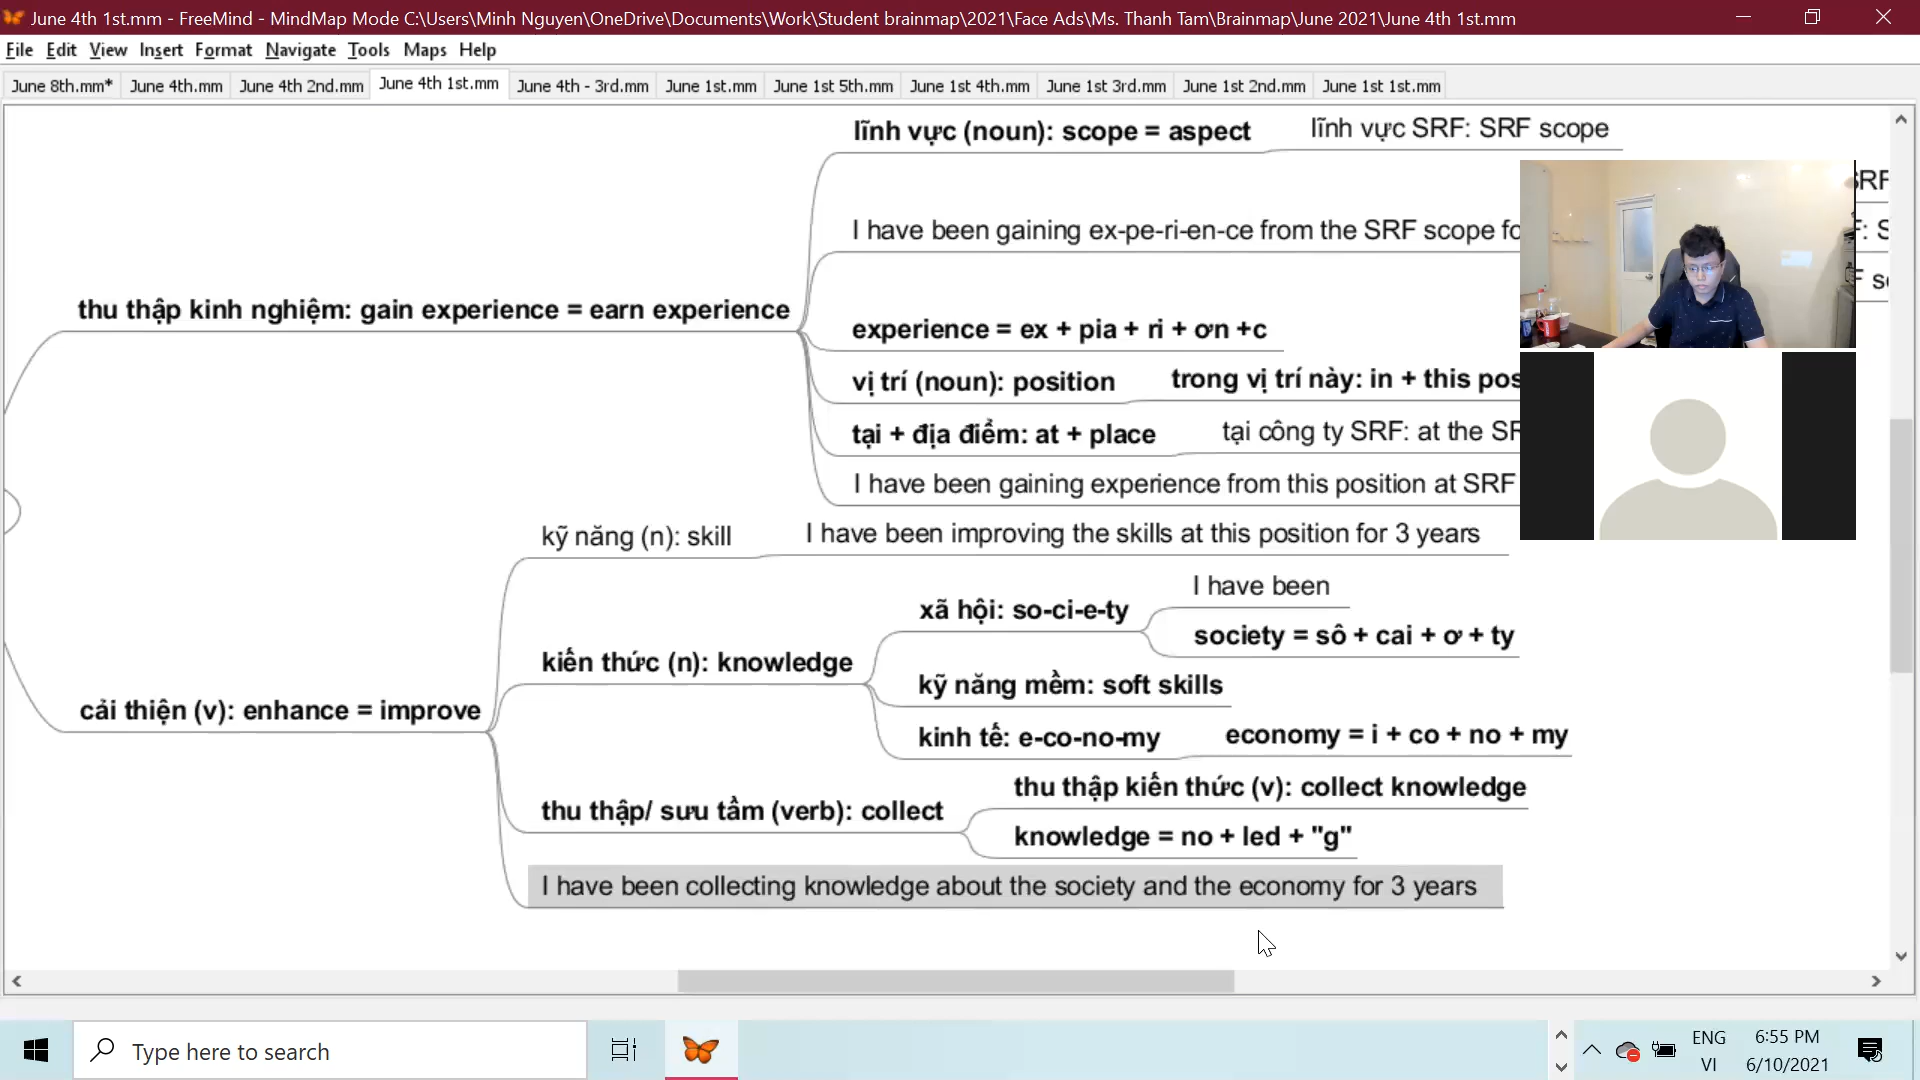 June 4th 1st.mm - FreeMind - MindMap Mode C:\Users\Minh Nguyen\OneDrive\Documents\Work\Student brainmap\2021\Face Ads\Ms. Thanh Tam\Brainmap\June 2021\June 4th 1st.mm
File Edit View Insert Format Navigate Tools Maps Help
June 8th.mm* June 4th.mm June 4th 2nd.mm June 4th 1st.mm June 4th - 3rd.mm June 1st.mm June 1st 5th.mm June 1st 4th.mm June 1st 3rd.mm June 1st 2nd.mm June 1st 1st.mm
lĩnh vực (noun): scope = aspect
lĩnh vực SRF: SRF scope
I have been gaining ex-pe-ri-en-ce from the SRF scope fo
thu thập kinh nghiệm: gain experience = earn experience
experience = ex + pia + ri + ơn +c
vị trí (noun): position
trong vị trí này: in + this pos
tại + địa điểm: at + place
tại công ty SRF: at the SR
I have been gaining experience from this position at SRF
kỹ năng (n): skill
I have been improving the skills at this position for 3 years
I have been
xã hội: so-ci-e-ty
society = sô + cai + ơ + ty
kiến thức (n): knowledge
kỹ năng mềm: soft skills
cải thiện (v): enhance = improve
kinh tế: e-co-no-my
economy = i + co + no + my
thu thập kiến thức (v): collect knowledge
thu thập/ sưu tầm (verb): collect
knowledge = no + led + "g"
I have been collecting knowledge about the society and the economy for 3 years
Type here to search
ENG
VI
6:55 PM
6/10/2021